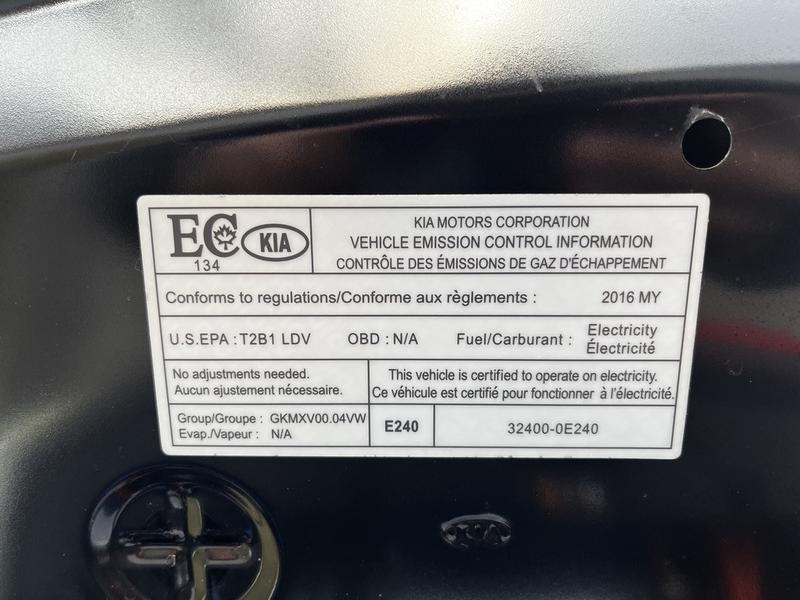 EC
134
KIA
KIA MOTORS CORPORATION
VEHICLE EMISSION CONTROL INFORMATION
CONTRÔLE DES ÉMISSIONS DE GAZ D'ÉCHAPPEMENT
Conforms to regulations/Conforme aux règlements : 2016 MY
U.S.EPA : T2B1 LDV OBD : N/A Fuel/Carburant : Electricity
Électricité
No adjustments needed.
Aucun ajustement nécessaire.
This vehicle is certified to operate on electricity.
Ce véhicule est certifié pour fonctionner à l'électricité.
Group/Groupe : GKMXV00.04VW
Evap./Vapeur : N/A
E240
32400-0E240
KIA